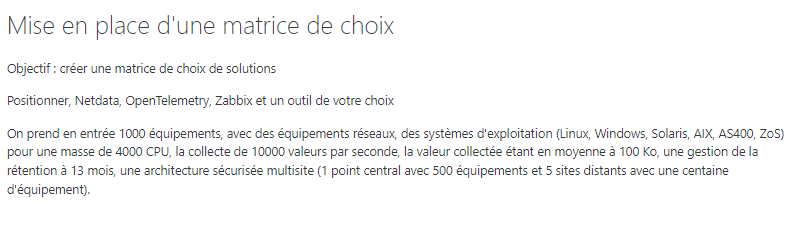 Mise en place d'une matrice de choix
Objectif : créer une matrice de choix de solutions
Positionner, Netdata, OpenTelemetry, Zabbix et un outil de votre choix
On prend en entrée 1000 équipements, avec des équipements réseaux, des systèmes d'exploitation (Linux, Windows, Solaris, AIX, AS400, ZoS)
pour une masse de 4000 CPU, la collecte de 10000 valeurs par seconde, la valeur collectée étant en moyenne à 100 Ko, une gestion de la
rétention à 13 mois, une architecture sécurisée multisite (1 point central avec 500 équipements et 5 sites distants avec une centaine
d'équipement).